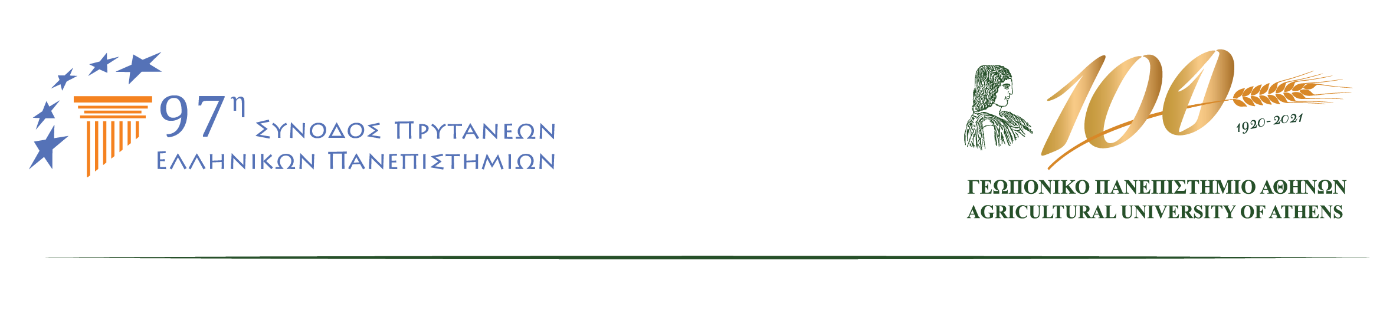 97η ΣΥΝΟΔΟΣ ΠΡΥΤΑΝΕΩΝ
ΕΛΛΗΝΙΚΩΝ ΠΑΝΕΠΙΣΤΗΜΙΩΝ
100
1920-2021
ΓΕΩΠΟΝΙΚΟ ΠΑΝΕΠΙΣΤΗΜΙΟ ΑΘΗΝΩΝ
AGRICULTURAL UNIVERSITY OF ATHENS